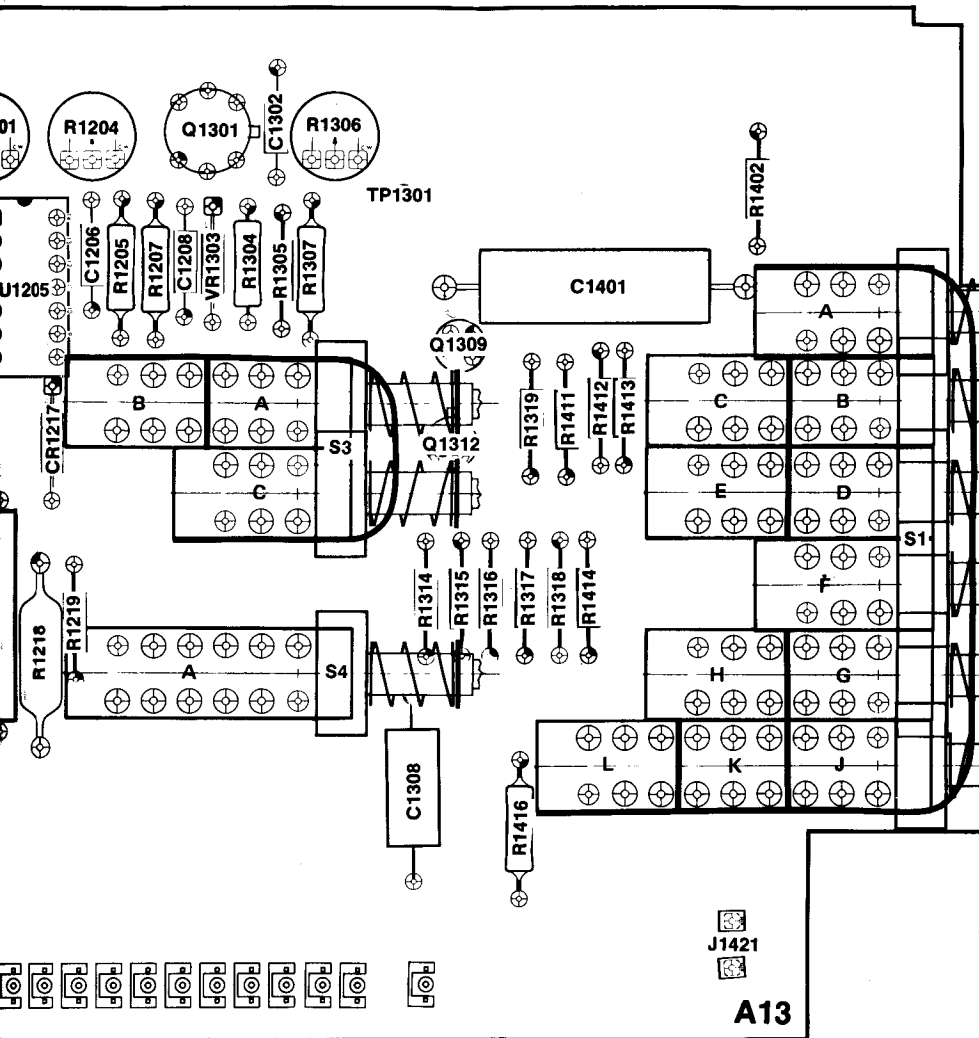 01
R1204
Q1301
C1302
R1306
R1402
TP1301
U1205
C1206
R1205
R1207
C1208
VR1303
R1304
R1305
R1307
C1401
Q1309
A
B
A
CR1217
S3
Q1312
C
R1319
R1411
R1412
R1413
C
B
E
D
S1
F
R1218
R1219
A
S4
R1314
R1315
R1316
R1317
R1318
R1414
H
G
L
K
J
C1308
R1416
J1421
A13